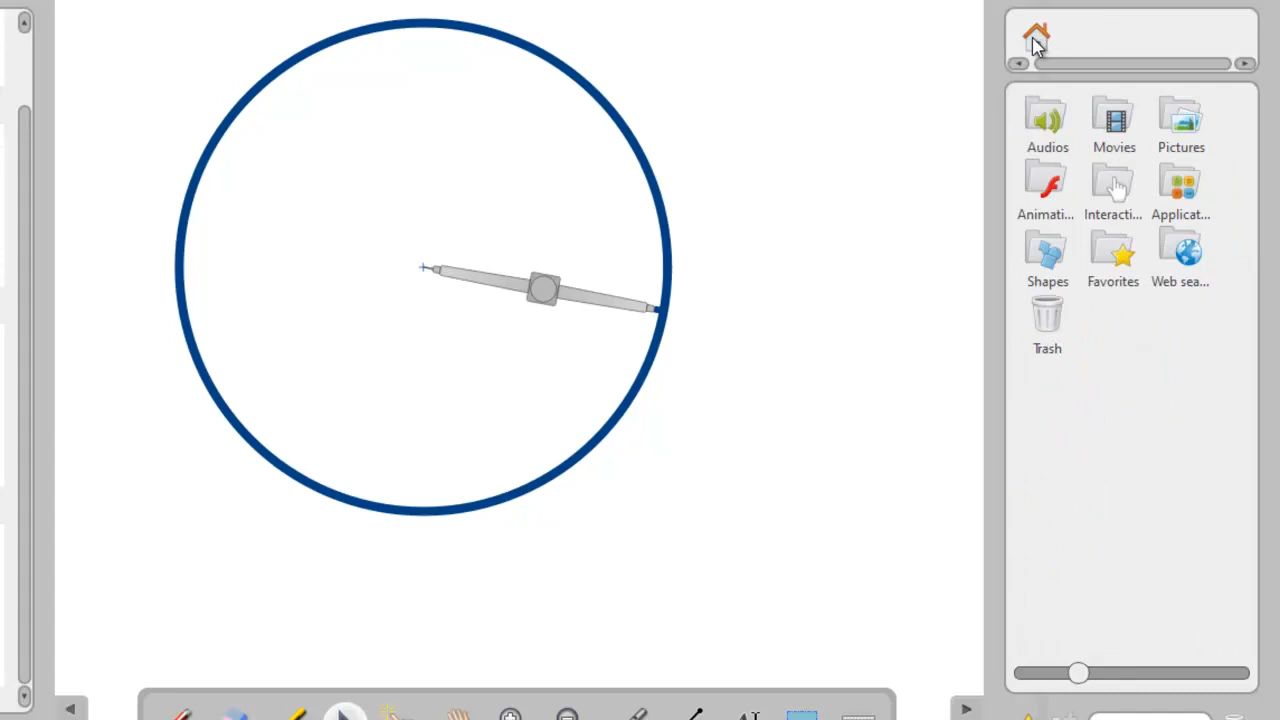 Audios Movies Pictures
Animati... Interacti... Applicat...
Shapes Favorites Web sea...
Trash